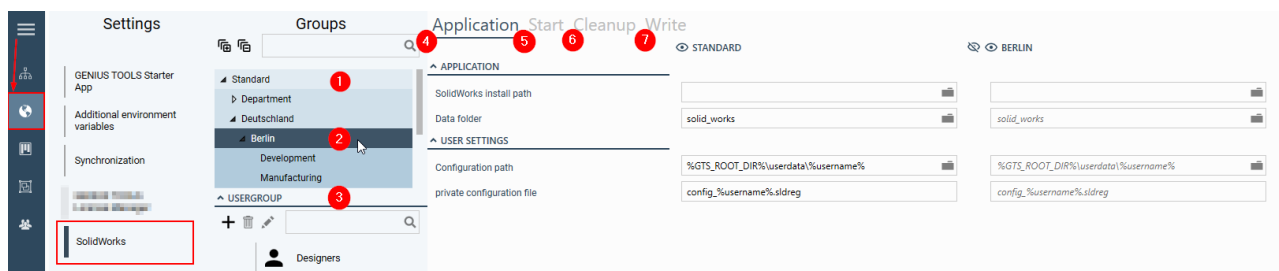 Settings
GENIUS TOOLS Starter
App
Additional environment
variables
Synchronization
SolidWorks
Groups
Standard
1
Department
Deutschland
Berlin
2
Development
Manufacturing
USERGROUP
3
Designers
Application Start Cleanup Write
4
5
6
7
STANDARD
BERLIN
APPLICATION
SolidWorks install path
Data folder
solid_works
solid_works
USER SETTINGS
Configuration path
%GTS_ROOT_DIR%\userdata\%username%
%GTS_ROOT_DIR%\userdata\%username%
private configuration file
config_%username%.sldreg
config_%username%.sldreg